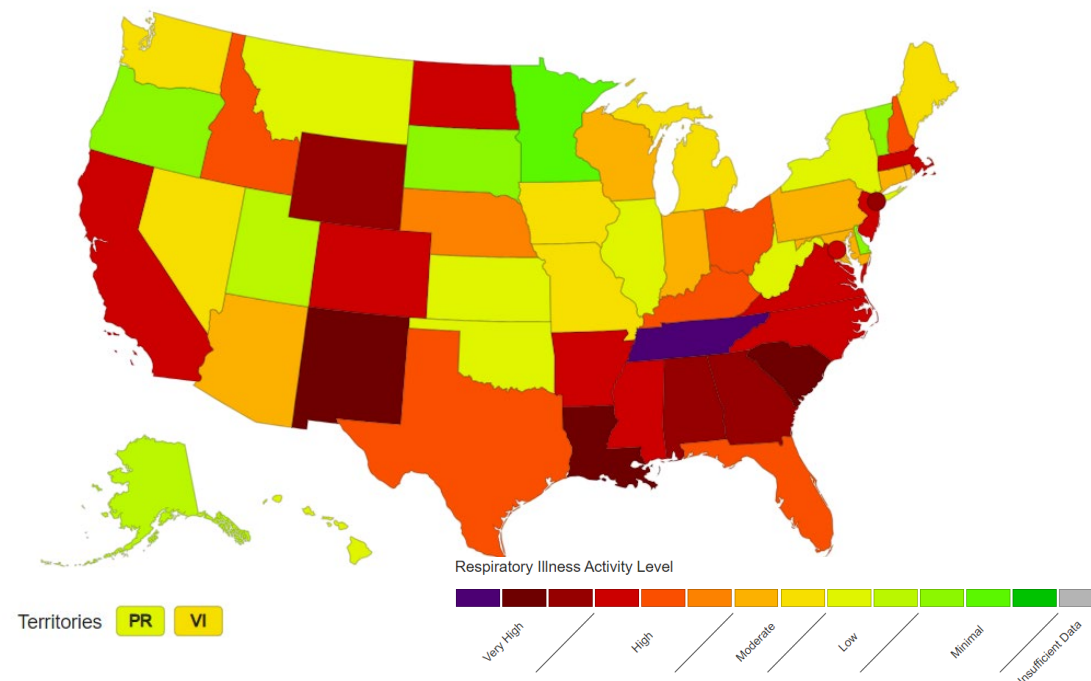 Respiratory Illness Activity Level
Territories PR VI
Very High
High
Moderate
Low
Minimal
Insufficient Data